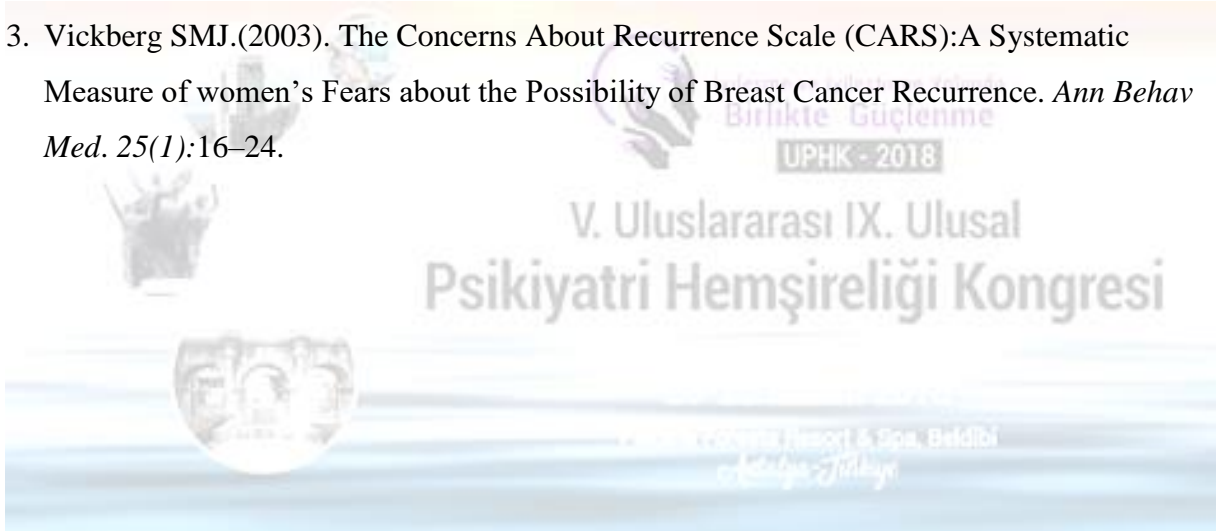 3. Vickberg SMJ.(2003). The Concerns About Recurrence Scale (CARS):A Systematic
Measure of women's Fears about the Possibility of Breast Cancer Recurrence. Ann Behav
Med. 25(1):16–24.
Birlikte Güçlenme
UPHK - 2018
V. Uluslararası IX. Ulusal
Psikiyatri Hemşireliği Kongresi
Resort & Spa, Beldibi
Antalya-Türkiye